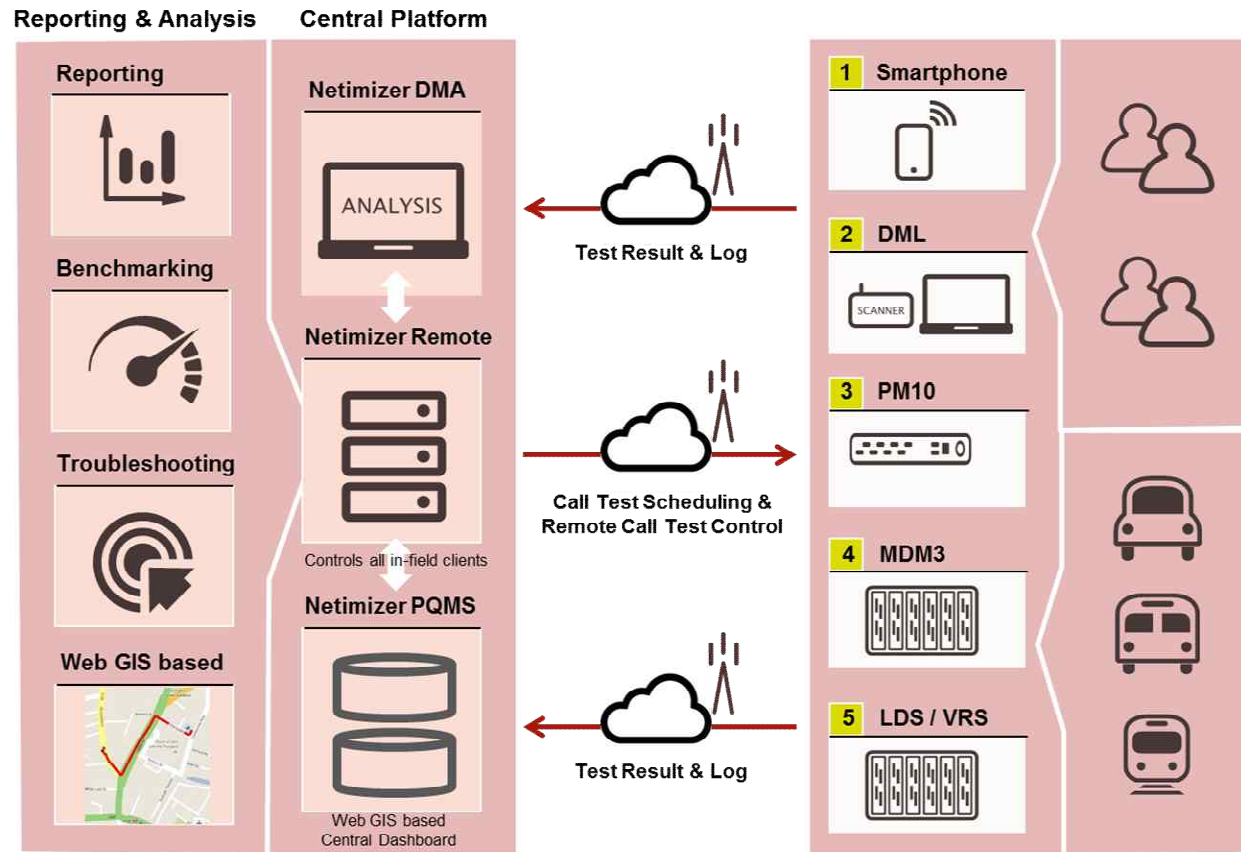 Reporting & Analysis
Central Platform
Reporting
Benchmarking
Troubleshooting
Web GIS based
Netimizer DMA
ANALYSIS
Netimizer Remote
Controls all in-field clients
Netimizer PQMS
Web GIS based
Central Dashboard
Test Result & Log
Call Test Scheduling &
Remote Call Test Control
Test Result & Log
1 Smartphone
2 DML
SCANNER
3 PM10
4 MDM3
5 LDS / VRS